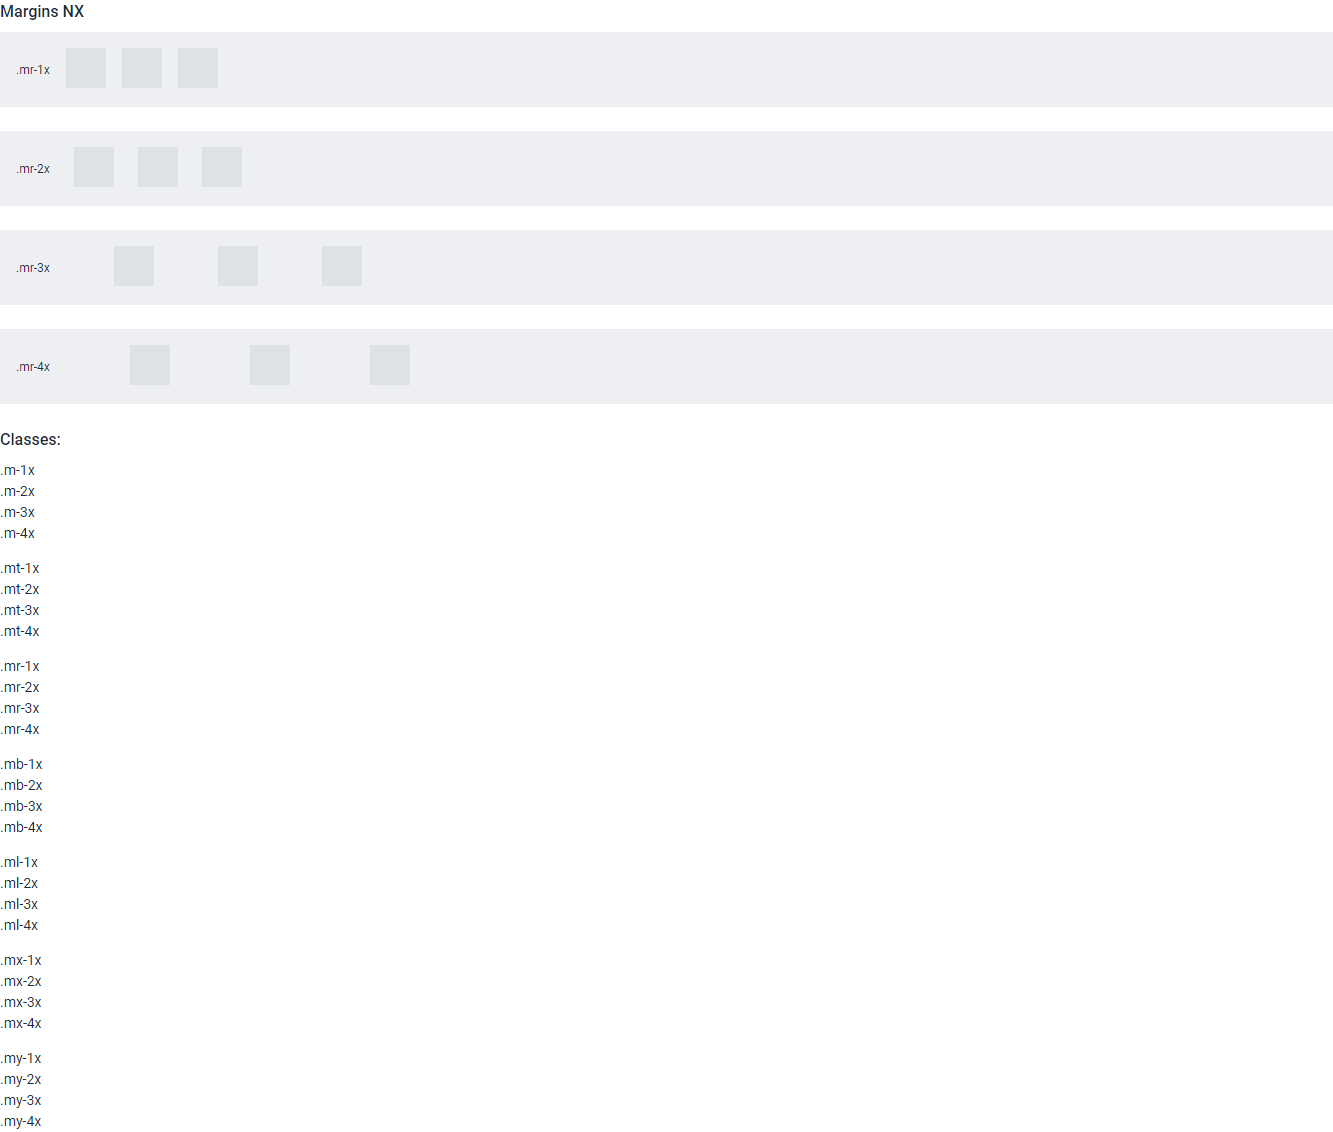 Margins NX
.mr-1x
.mr-2x
.mr-3x
.mr-4x
Classes:
.m-1x
.m-2x
.m-3x
.m-4x
.mt-1x
.mt-2x
.mt-3x
.mt-4x
.mr-1x
.mr-2x
.mr-3x
.mr-4x
.mb-1x
.mb-2x
.mb-3x
.mb-4x
.ml-1x
.ml-2x
.ml-3x
.ml-4x
.mx-1x
.mx-2x
.mx-3x
.mx-4x
.my-1x
.my-2x
.my-3x
.my-4x